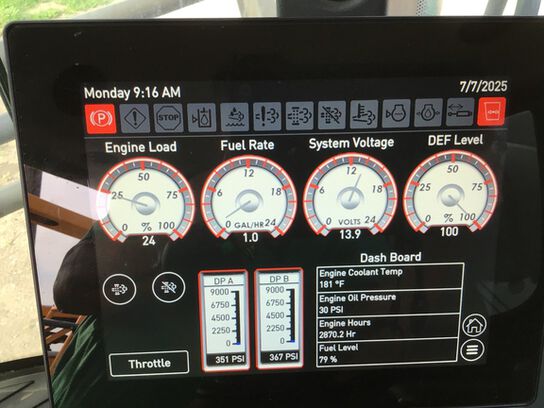 Monday 9:16 AM 7/7/2025
P STOP
Engine Load Fuel Rate System Voltage DEF Level
0 25 50 75 100 %
24
0 6 12 18 24 GAL/HR
1.0
0 6 12 18 24 VOLTS
13.9
0 25 50 75 100 %
100
DP A
9000
6750
4500
2250
0
351 PSI
DP B
9000
6750
4500
2250
0
367 PSI
Dash Board
Engine Coolant Temp
181 °F
Engine Oil Pressure
30 PSI
Engine Hours
2870.2 Hr
Fuel Level
79 %
Throttle